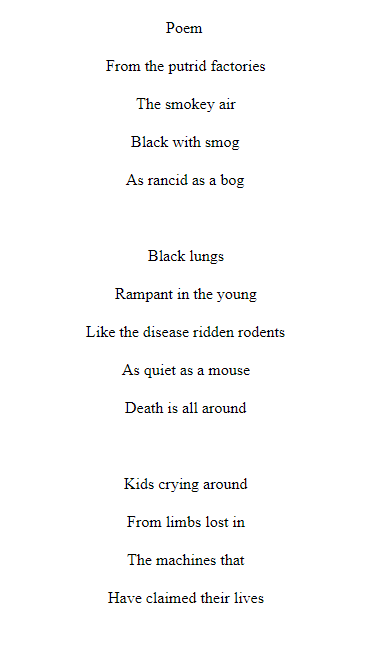 Poem
From the putrid factories
The smokey air
Black with smog
As rancid as a bog
Black lungs
Rampant in the young
Like the disease ridden rodents
As quiet as a mouse
Death is all around
Kids crying around
From limbs lost in
The machines that
Have claimed their lives